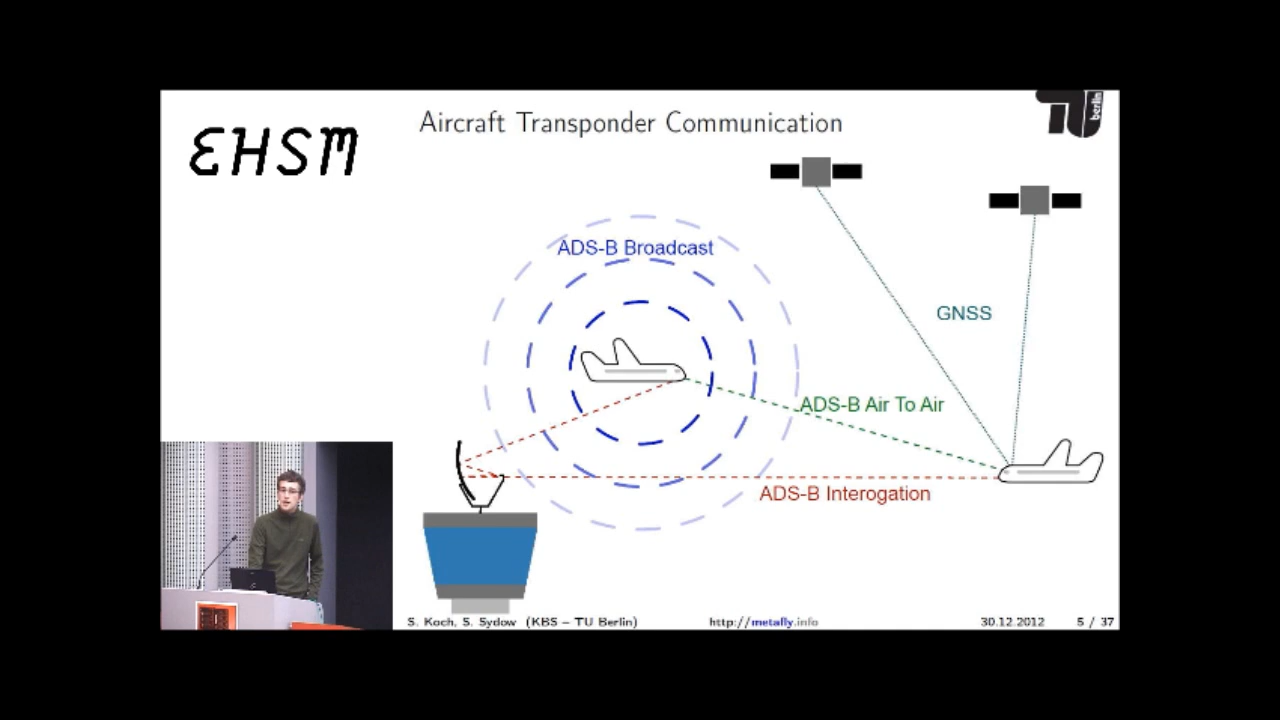 EHSM
Aircraft Transponder Communication
berlin
ADS-B Broadcast
GNSS
ADS-B Air To Air
ADS-B Interogation
S. Koch, S. Sydow (KBS – TU Berlin)
http://metafly.info
30.12.2012
5 / 37